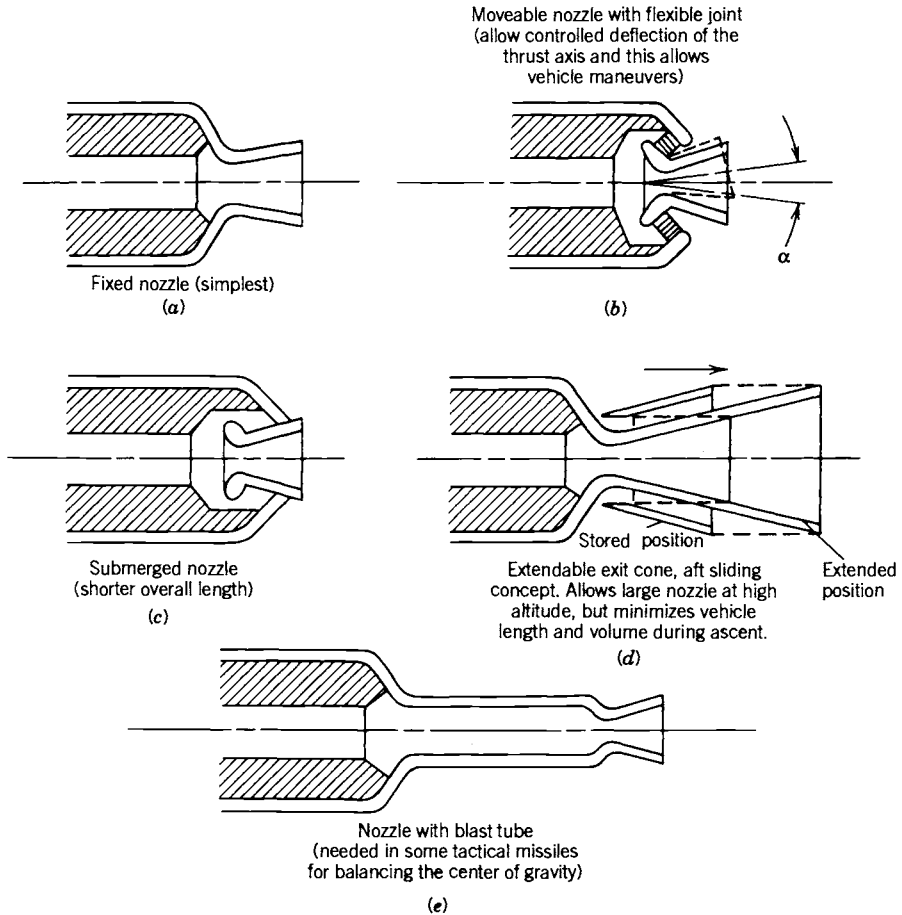 Moveable nozzle with flexible joint
(allow controlled deflection of the
thrust axis and this allows
vehicle maneuvers)
α
Fixed nozzle (simplest)
(a)
(b)
Submerged nozzle
(shorter overall length)
(c)
Stored position
Extended
position
Extendable exit cone, aft sliding
concept. Allows large nozzle at high
altitude, but minimizes vehicle
length and volume during ascent.
(d)
Nozzle with blast tube
(needed in some tactical missiles
for balancing the center of gravity)
(e)